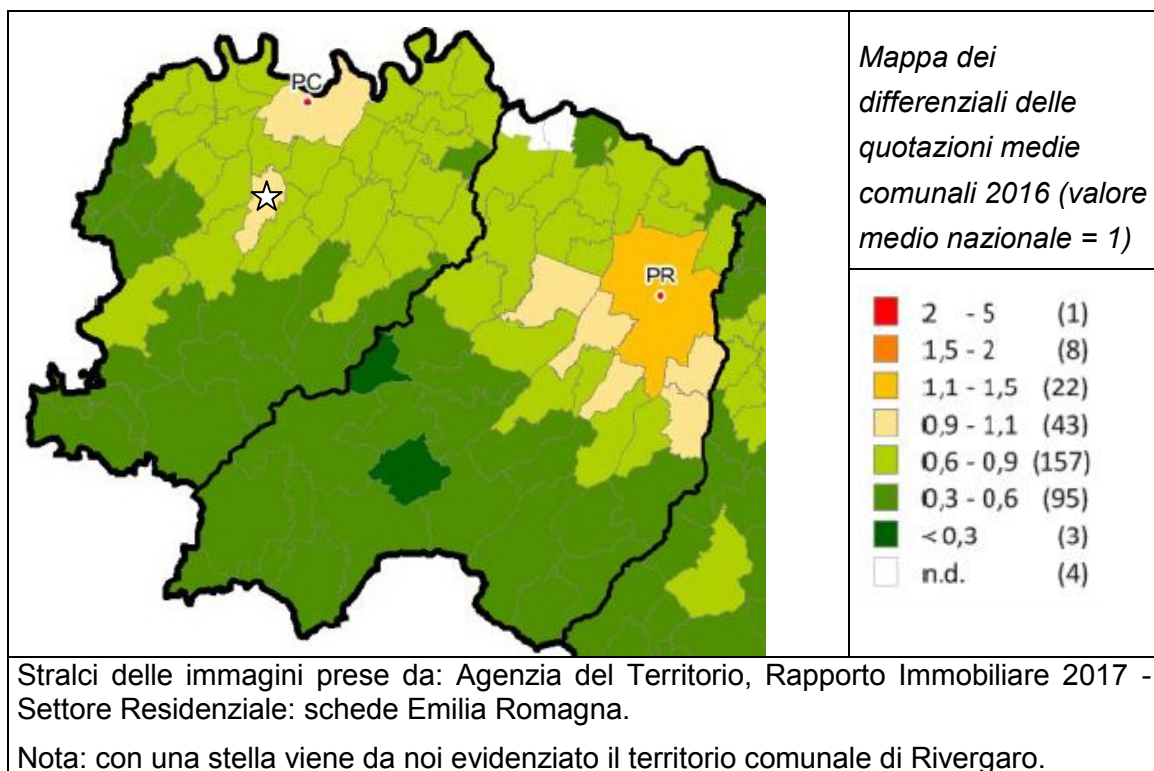 PC
PR
Mappa dei
differenziali delle
quotazioni medie
comunali 2016 (valore
medio nazionale = 1)
2 - 5 (1)
1,5 - 2 (8)
1,1 - 1,5 (22)
0,9 - 1,1 (43)
0,6 - 0,9 (157)
0,3 - 0,6 (95)
< 0,3 (3)
n.d. (4)
Stralci delle immagini prese da: Agenzia del Territorio, Rapporto Immobiliare 2017 -
Settore Residenziale: schede Emilia Romagna.
Nota: con una stella viene da noi evidenziato il territorio comunale di Rivergaro.